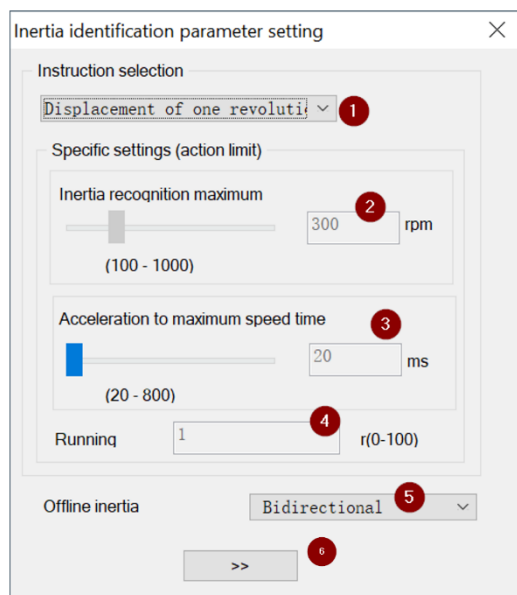 Inertia identification parameter setting
Instruction selection
Displacement of one revoluti
1
Specific settings (action limit)
Inertia recognition maximum
2
300 rpm
(100 - 1000)
Acceleration to maximum speed time
3
20 ms
(20 - 800)
4
Running 1 r(0-100)
5
Offline inertia Bidirectional
>> 6